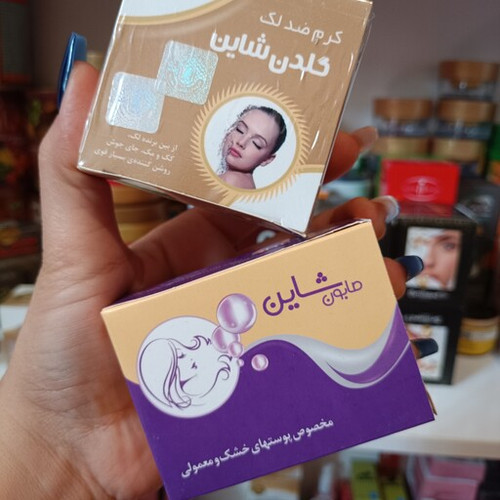 کرم ضد لک
گلدن شاین
از بین برنده لک،
کک و مک، جای جوش
روشن کننده‌ی بسیار قوی
صابون شاین
مخصوص پوستهای خشک و معمولی